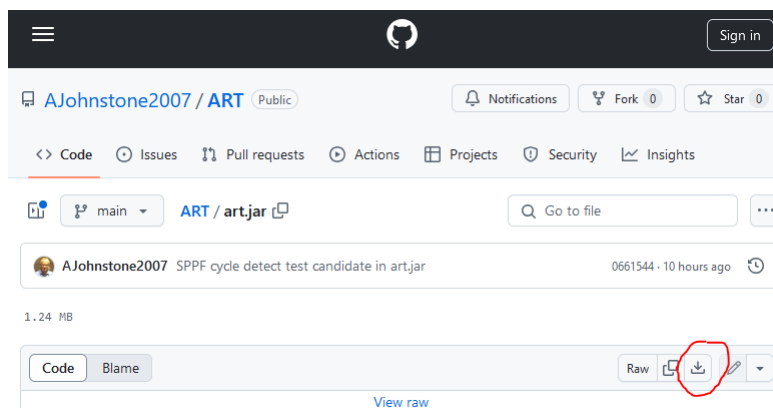 Sign in
AJohnstone2007 / ART Public Notifications Fork 0 Star 0
<> Code Issues Pull requests Actions Projects Security Insights
main ART / art.jar Go to file ...
AJohnstone2007 SPPF cycle detect test candidate in art.jar 0661544 · 10 hours ago
1.24 MB
Code Blame Raw
View raw